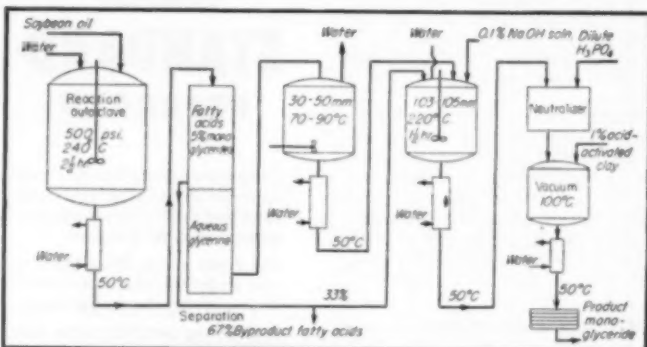 Soybean oil
Water
Reaction
autoclave
500 psi.
240 °C
2½ hr
Water
50°C
Fatty acids
5% mono
glycerides
Aqueous
glycerine
Separation
67% Byproduct fatty acids
33%
Water
30-50mm
70-90°C
Water
50°C
Water
0.1% NaOH soln.
103-105mm
220° C.
1½ hr
Water
50°C
Dilute
H₃PO₄
Neutralizer
1% acid-
activated
clay
Vacuum
100°C
Water
50°C
Product
mono-
glyceride